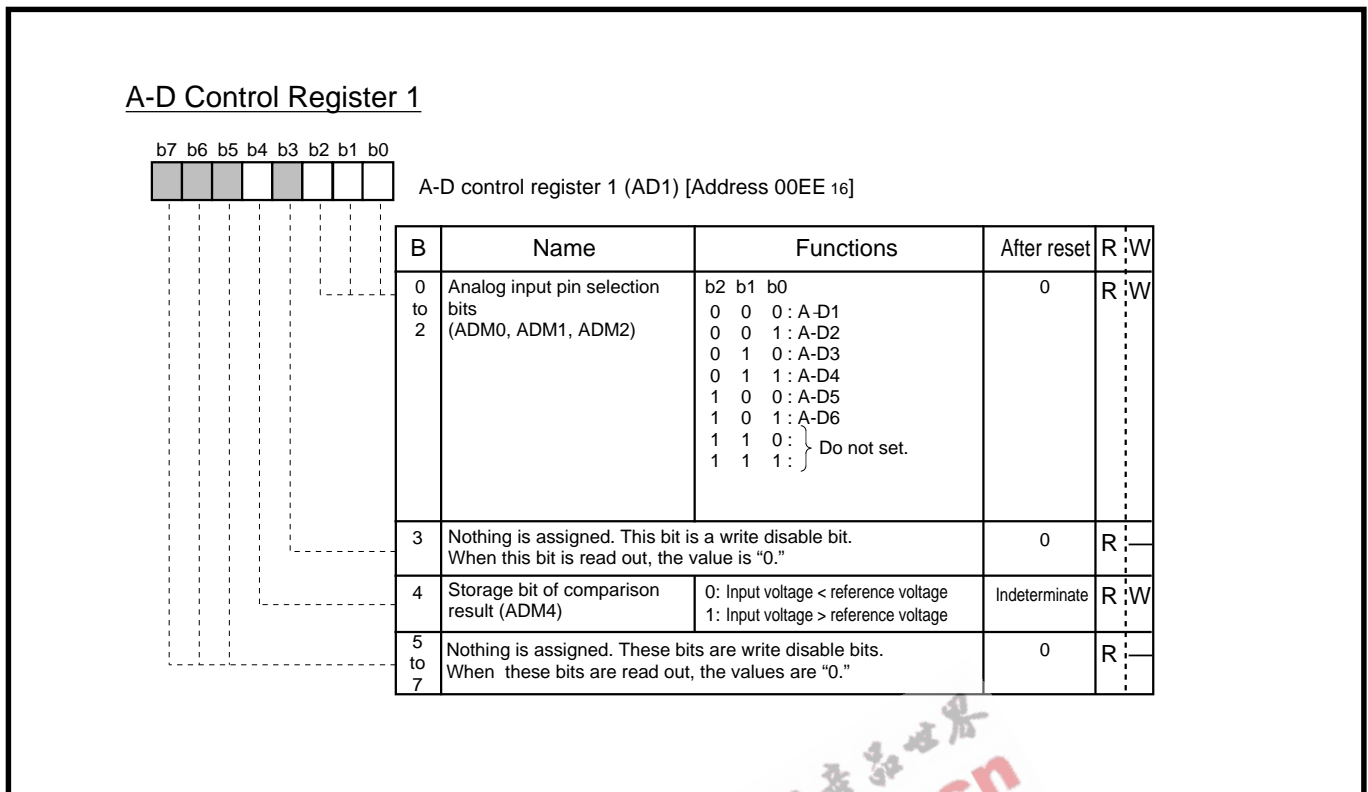 A-D Control Register 1
b7 b6 b5 b4 b3 b2 b1 b0
A-D control register 1 (AD1) [Address 00EE 16]
B Name Functions After reset R W
0 to 2 Analog input pin selection bits (ADM0, ADM1, ADM2) 0 R W
b2 b1 b0
0 0 0 : A-D1
0 0 1 : A-D2
0 1 0 : A-D3
0 1 1 : A-D4
1 0 0 : A-D5
1 0 1 : A-D6
1 1 0 :
1 1 1 :
Do not set.
3 Nothing is assigned. This bit is a write disable bit. 0 R —
When this bit is read out, the value is “0.”
4 Storage bit of comparison result (ADM4) Indeterminate R W
0: Input voltage < reference voltage
1: Input voltage > reference voltage
5 to 7 Nothing is assigned. These bits are write disable bits. 0 R —
When these bits are read out, the values are “0.”